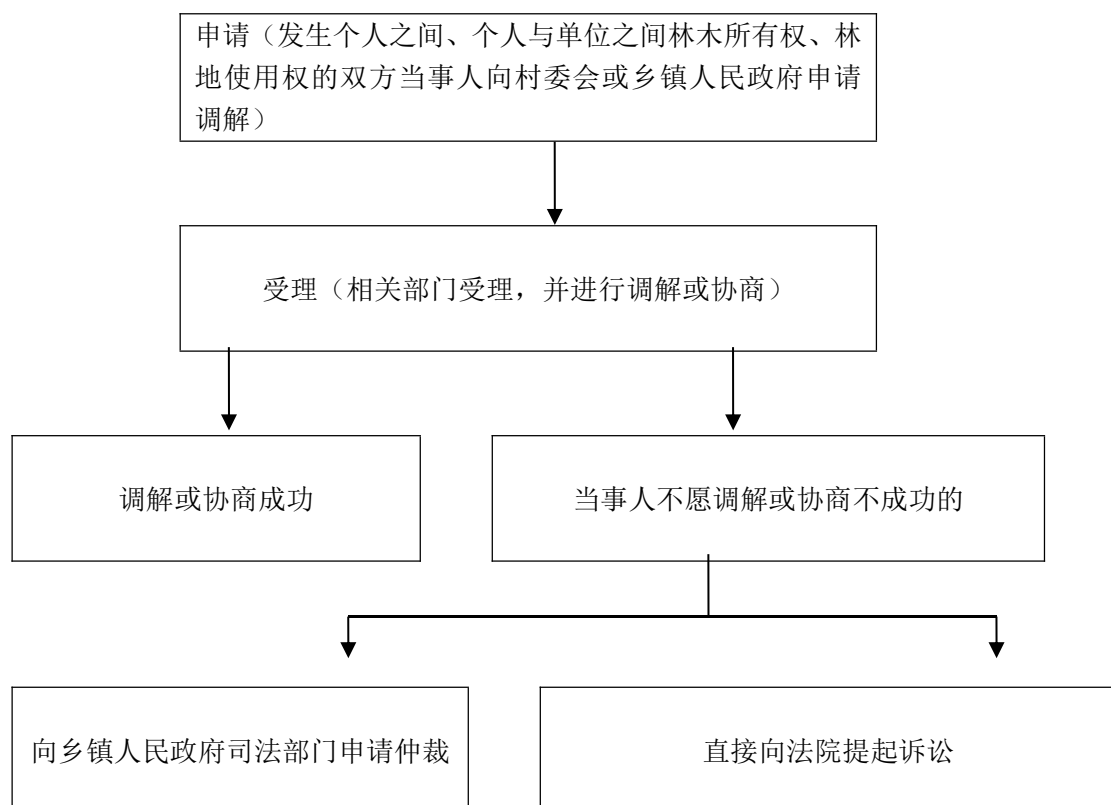 申请（发生个人之间、个人与单位之间林木所有权、林
地使用权的双方当事人向村委会或乡镇人民政府申请
调解）
受理（相关部门受理，并进行调解或协商）
调解或协商成功
当事人不愿调解或协商不成功的
向乡镇人民政府司法部门申请仲裁
直接向法院提起诉讼